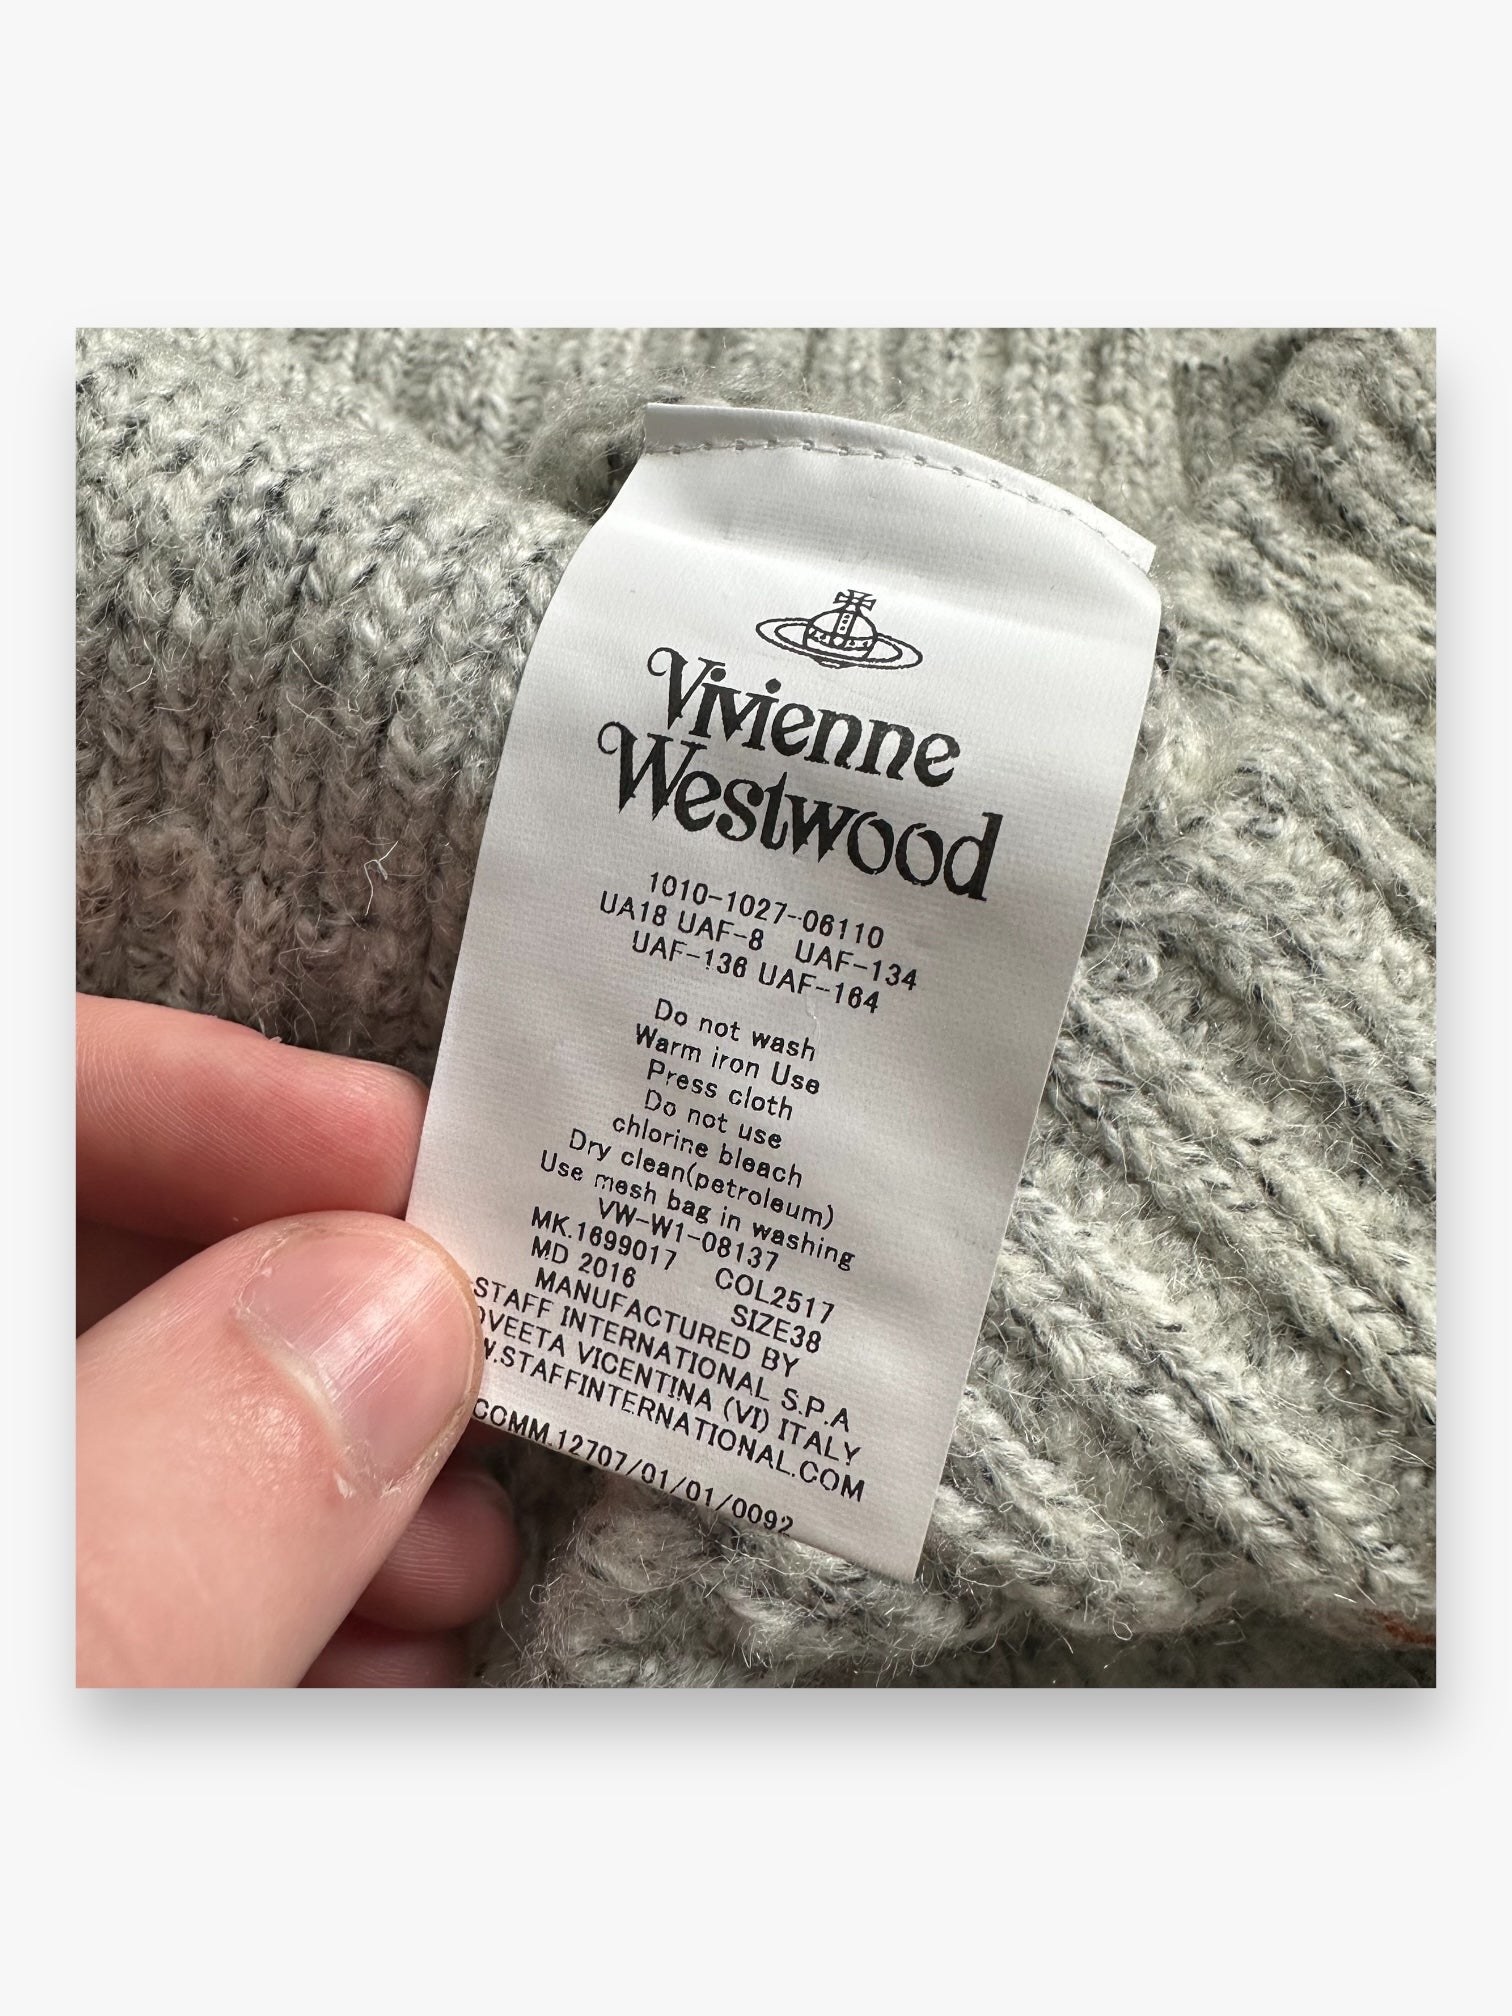 Vivienne
Westwood
1010-1027-06110
UA18 UAF-8 UAF-134
UAF-136 UAF-164
Do not wash
Warm iron Use
Press cloth
Do not use
chlorine bleach
Dry clean(petroleum)
Use mesh bag in washing
VW-W1-08137
MK.1699017 COL2517
MD 2016 SIZE38
MANUFACTURED BY
STAFF INTERNATIONAL S.P.A
OVEETA VICENTINA (VI) ITALY
W.STAFFINTERNATIONAL.COM
CCMM.12707/01/01/0092